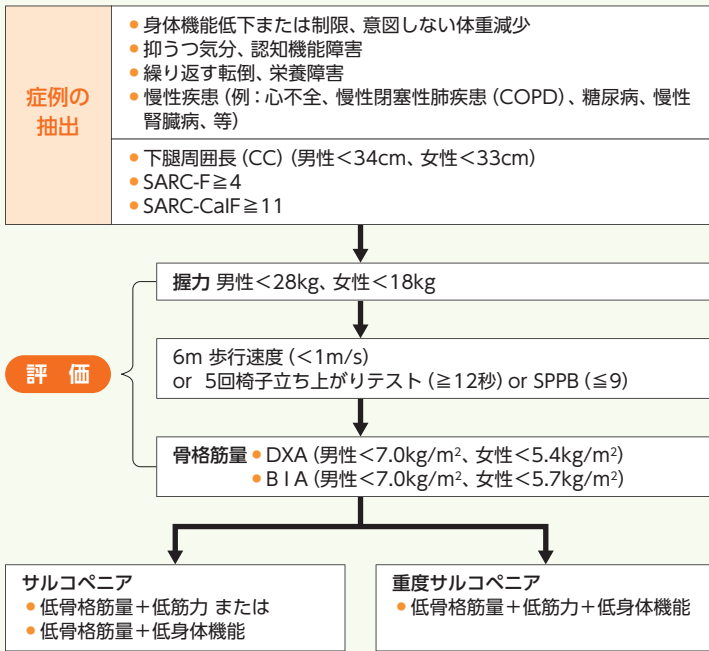 症例の
抽出
●身体機能低下または制限、意図しない体重減少
●抑うつ気分、認知機能障害
●繰り返す転倒、栄養障害
●慢性疾患（例：心不全、慢性閉塞性肺疾患（COPD）、糖尿病、慢性
腎臓病、等）
●下腿周囲長（CC）（男性＜34cm、女性＜33cm）
●SARC-F≧4
●SARC-CalF≧11
評 価
握力 男性＜28kg、女性＜18kg
6m 歩行速度（＜1m/s）
or 5回椅子立ち上がりテスト（≧12秒）or SPPB（≦9）
骨格筋量 ●DXA（男性＜7.0kg/m²、女性＜5.4kg/m²）
●BIA（男性＜7.0kg/m²、女性＜5.7kg/m²）
サルコペニア
●低骨格筋量＋低筋力 または
●低骨格筋量＋低身体機能
重度サルコペニア
●低骨格筋量＋低筋力＋低身体機能